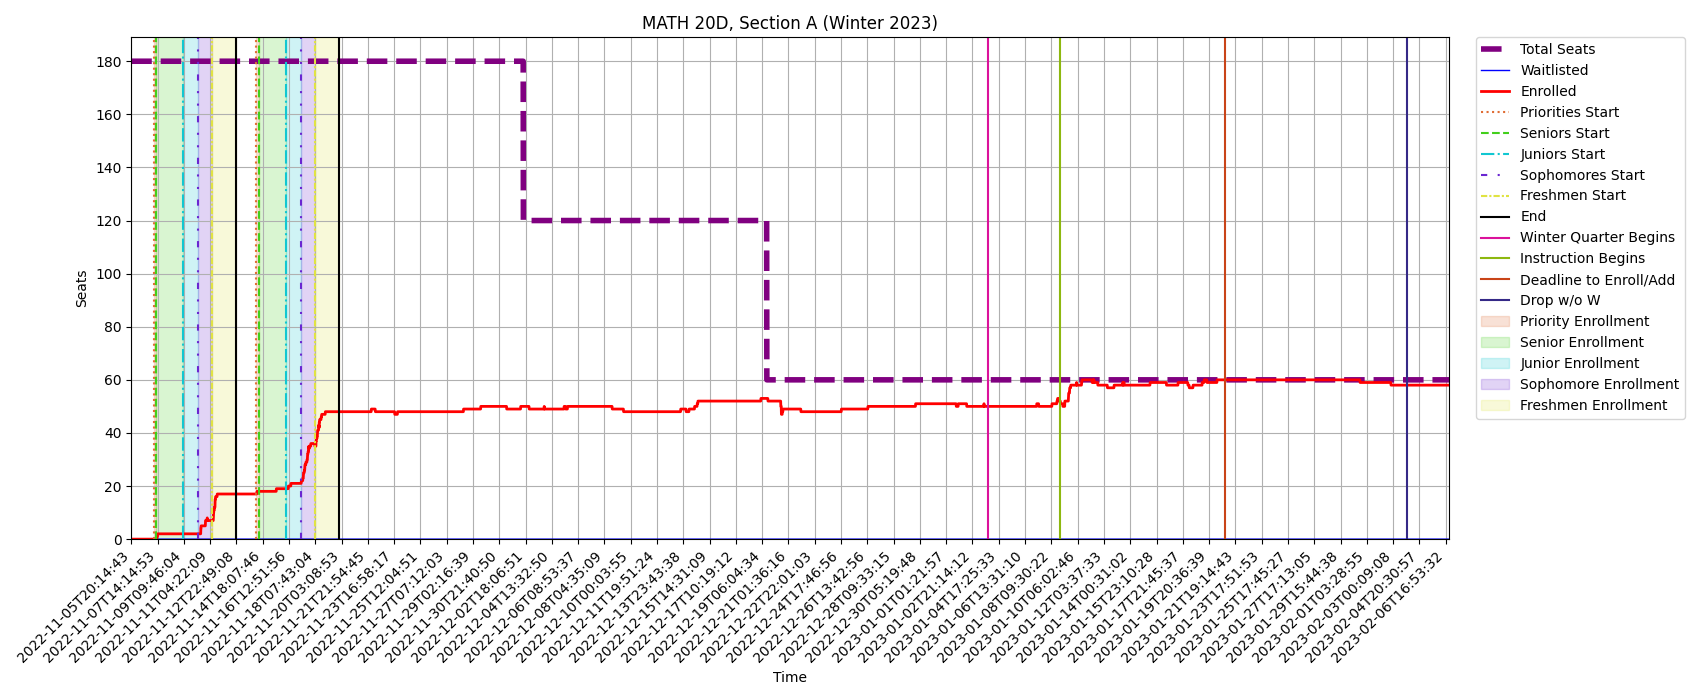 MATH 20D, Section A (Winter 2023)
Seats
180
160
140
120
100
80
60
40
20
0
2022-11-05T20:14:43
2022-11-07T14:14:53
2022-11-09T09:46:04
2022-11-11T04:22:09
2022-11-12T22:49:08
2022-11-14T18:07:46
2022-11-16T12:51:56
2022-11-18T07:43:04
2022-11-20T03:08:53
2022-11-21T21:54:45
2022-11-23T16:58:17
2022-11-25T12:04:51
2022-11-27T07:12:03
2022-11-29T02:16:39
2022-11-30T21:40:50
2022-12-02T18:06:51
2022-12-04T13:32:50
2022-12-06T08:53:37
2022-12-08T04:35:09
2022-12-10T00:03:55
2022-12-11T19:51:24
2022-12-13T23:43:38
2022-12-15T14:31:09
2022-12-17T10:19:12
2022-12-19T06:04:34
2022-12-21T01:36:16
2022-12-22T22:01:03
2022-12-24T17:46:56
2022-12-26T13:42:56
2022-12-28T09:33:15
2022-12-30T05:19:48
2023-01-01T01:21:57
2023-01-02T21:14:12
2023-01-04T17:25:33
2023-01-06T13:31:10
2023-01-08T09:30:22
2023-01-10T06:02:46
2023-01-12T03:37:33
2023-01-14T00:31:02
2023-01-15T23:10:28
2023-01-17T21:45:37
2023-01-19T20:36:39
2023-01-21T19:14:43
2023-01-23T17:51:53
2023-01-25T17:45:27
2023-01-27T17:13:05
2023-01-29T15:44:38
2023-02-01T03:28:55
2023-02-03T00:09:08
2023-02-04T20:30:57
2023-02-06T16:53:32
Time
Total Seats
Waitlisted
Enrolled
Priorities Start
Seniors Start
Juniors Start
Sophomores Start
Freshmen Start
End
Winter Quarter Begins
Instruction Begins
Deadline to Enroll/Add
Drop w/o W
Priority Enrollment
Senior Enrollment
Junior Enrollment
Sophomore Enrollment
Freshmen Enrollment